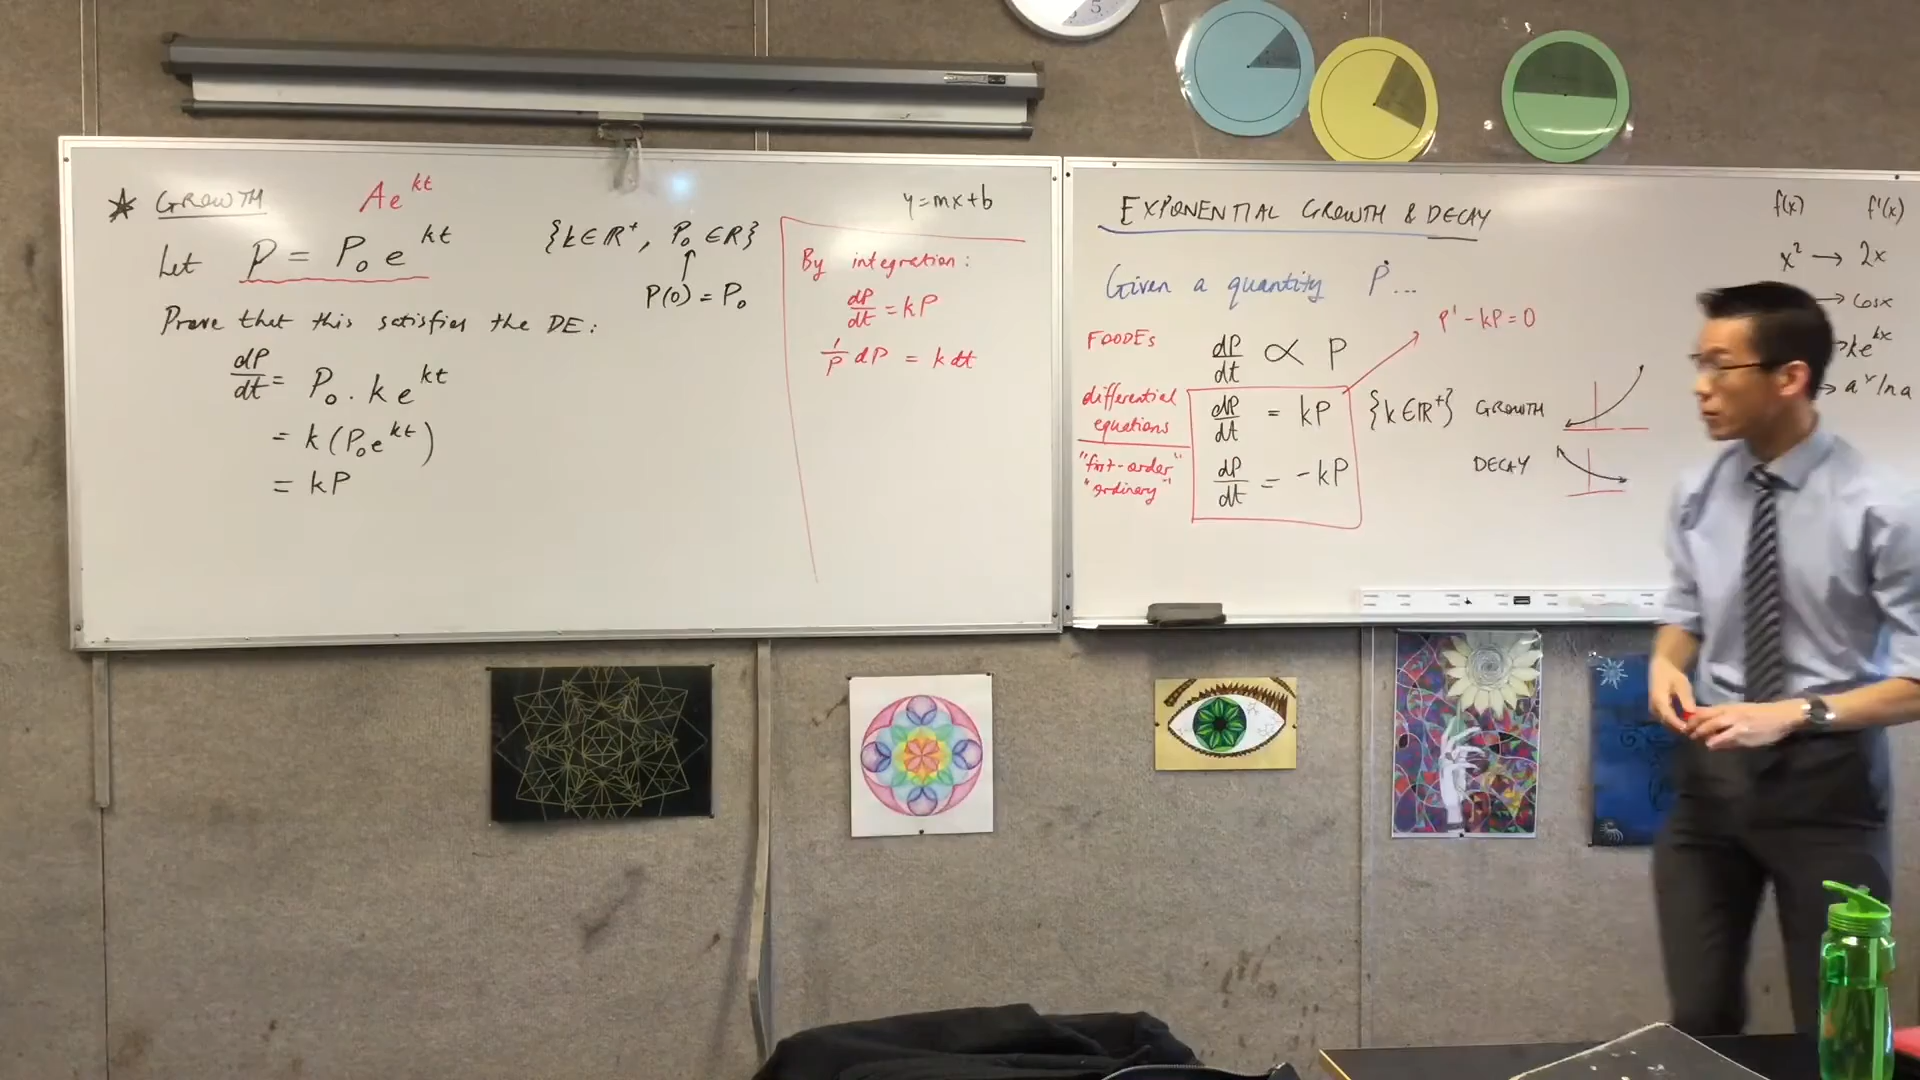 ★ GROWTH
Ae^kt
Let P = P₀e^kt
{k∈ℝ⁺, P₀∈ℝ}
↑
P(0) = P₀
Prove that this satisfies the DE:
dP/dt = P₀ . ke^kt
= k(P₀e^kt)
= kP
y=mx+b
By integration:
dP/dt = kP
1/P dP = k dt
EXPONENTIAL GROWTH & DECAY
Given a quantity P...
FOODEs
differential
equations
"first-order"
"ordinary"
dP/dt ∝ P
dP/dt = kP {k∈ℝ⁺} GROWTH
dP/dt = -kP DECAY
P' - kP = 0
f(x) f'(x)
x² → 2x
→ cosx
→ ke^kx
→ aˣ ln a